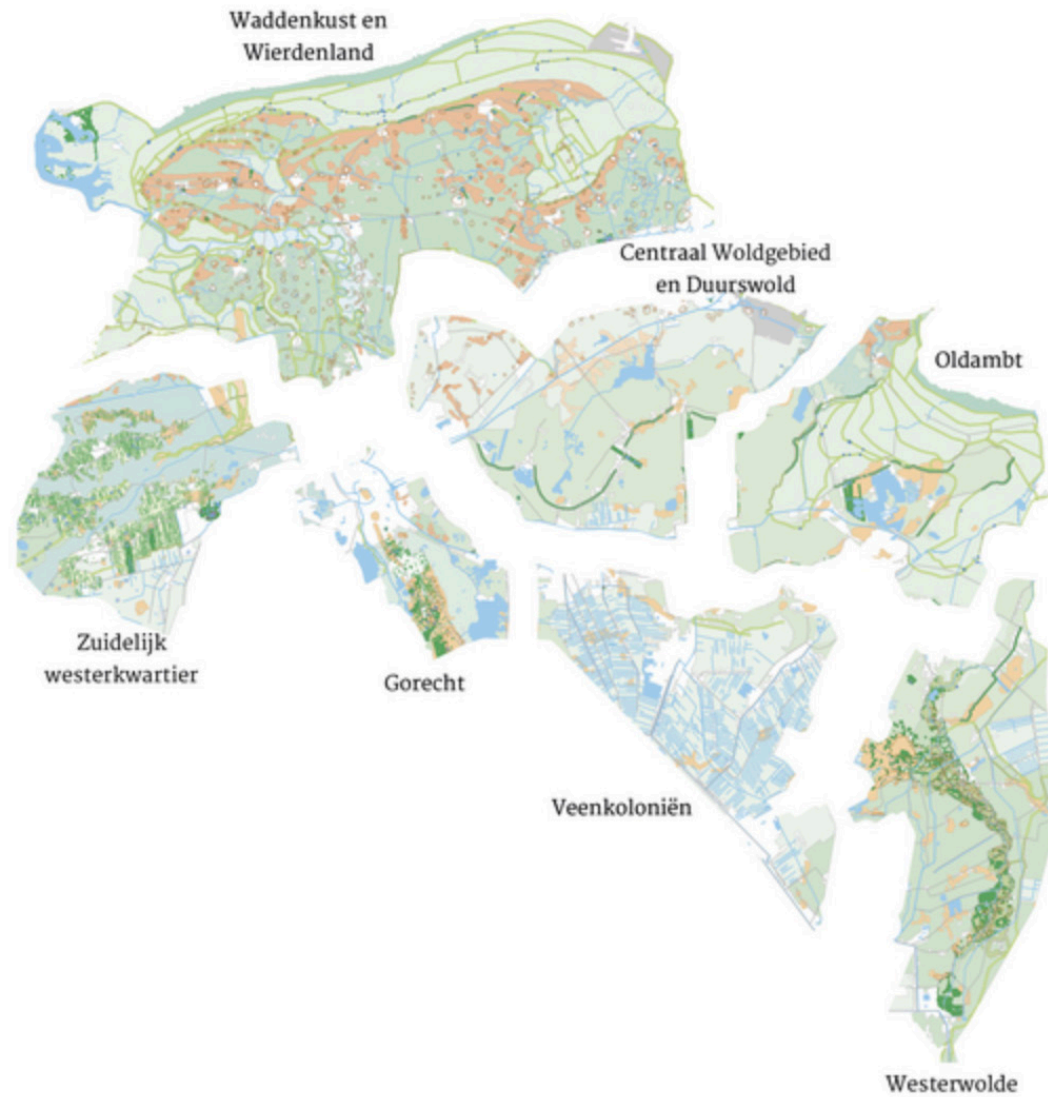 Waddenkust en
Wierdenland
Centraal Woldgebied
en Duurswold
Oldambt
Zuidelijk
westerkwartier
Gorecht
Veenkoloniën
Westerwolde